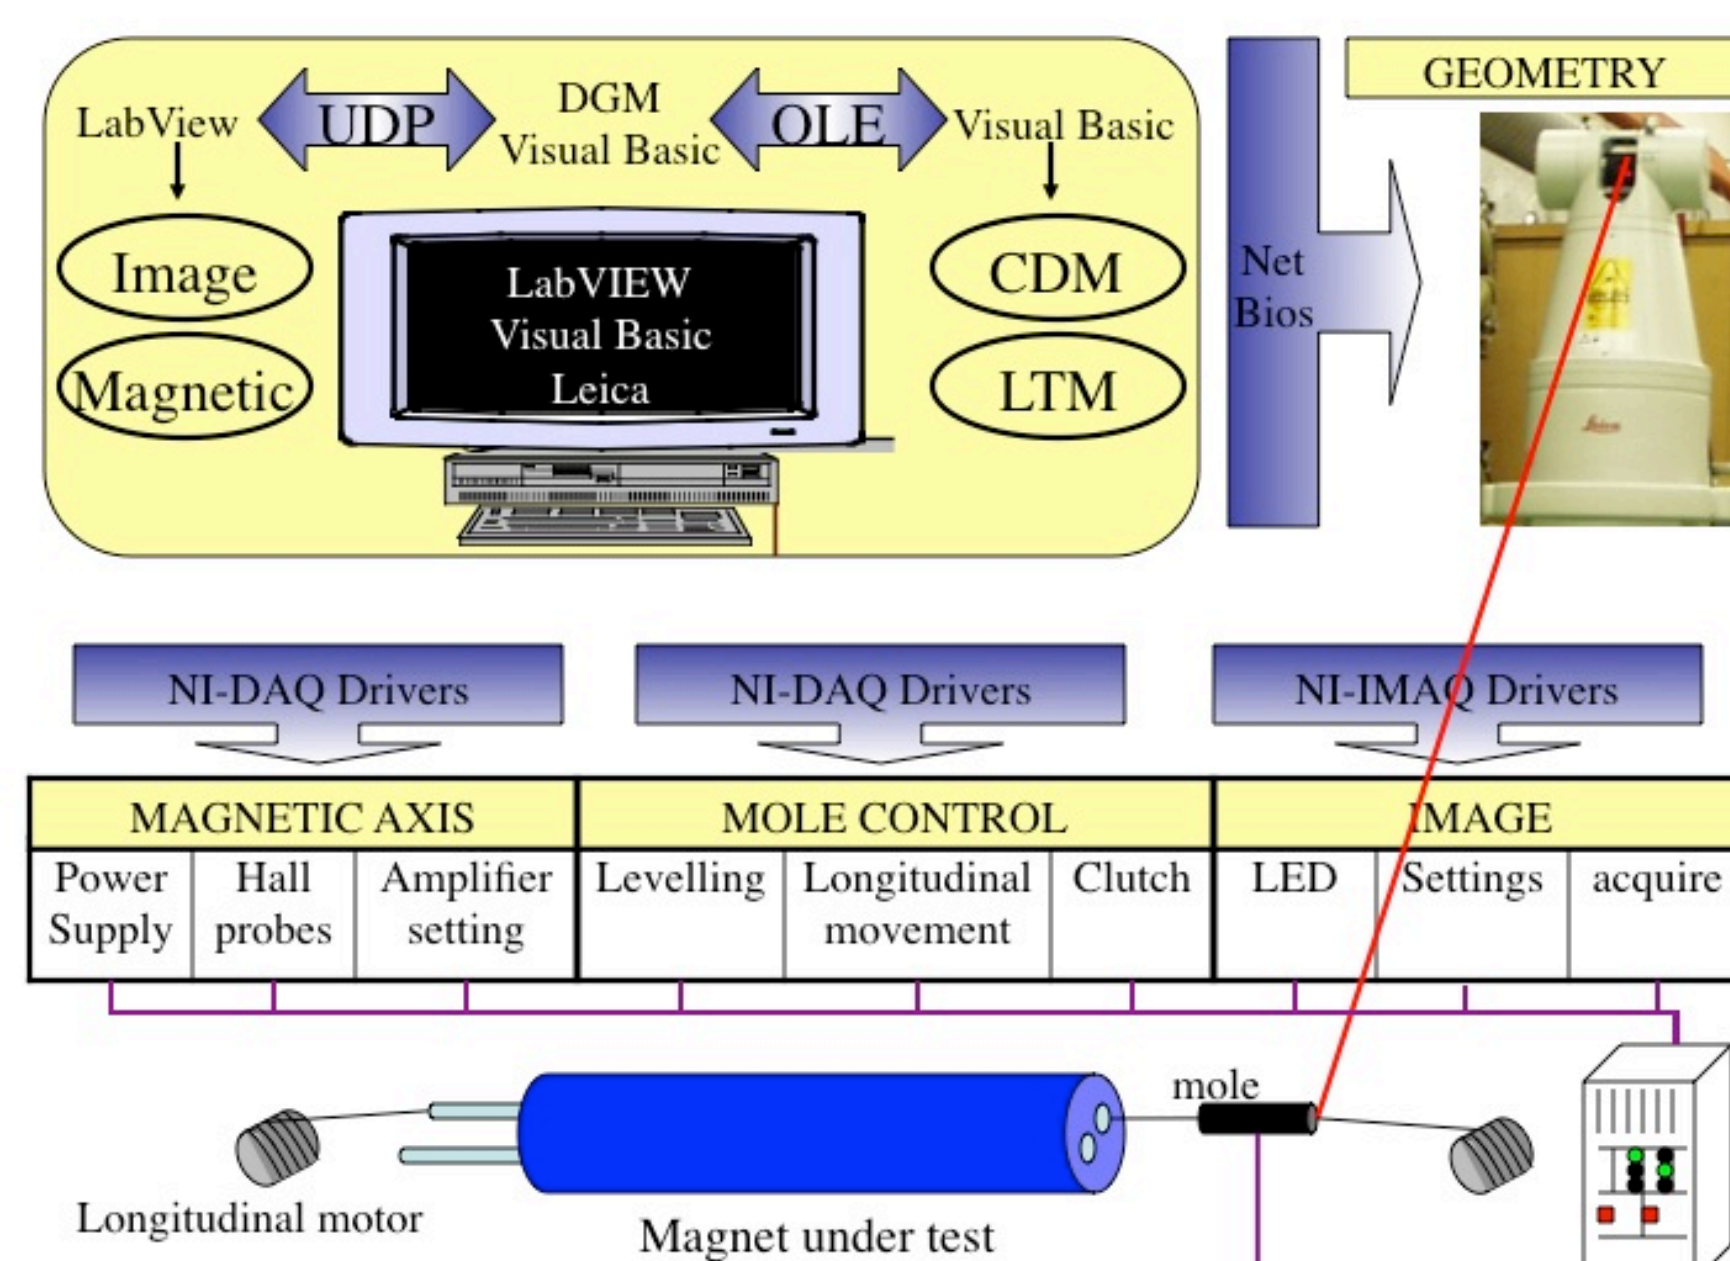 GEOMETRY
LabView
UDP
DGM
Visual Basic
OLE
Visual Basic
Image
Magnetic
LabVIEW
Visual Basic
Leica
CDM
LTM
Net
Bios
Leica
NI-DAQ Drivers
NI-DAQ Drivers
NI-IMAQ Drivers
MAGNETIC AXIS
MOLE CONTROL
IMAGE
Power
Supply
Hall
probes
Amplifier
setting
Levelling
Longitudinal
movement
Clutch
LED
Settings
acquire
mole
Longitudinal motor
Magnet under test